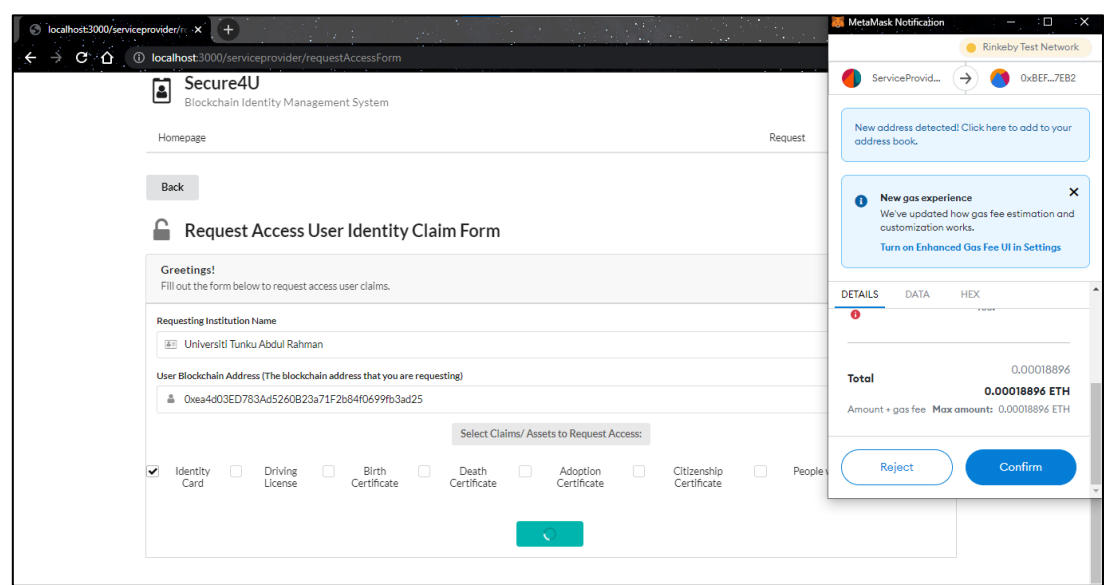 localhost:3000/serviceprovider/r
localhost:3000/serviceprovider/requestAccessForm
Secure4U
Blockchain Identity Management System
Homepage
Request
Back
Request Access User Identity Claim Form
Greetings!
Fill out the form below to request access user claims.
Requesting Institution Name
Universiti Tunku Abdul Rahman
User Blockchain Address (The blockchain address that you are requesting)
0xea4d03ED783Ad5260B23a71F2b84f0699fb3ad25
Select Claims/ Assets to Request Access:
Identity Card
Driving License
Birth Certificate
Death Certificate
Adoption Certificate
Citizenship Certificate
People
MetaMask Notification
Rinkeby Test Network
ServiceProvid...
0xBEF...7EB2
New address detected! Click here to add to your
address book.
New gas experience
We've updated how gas fee estimation and
customization works.
Turn on Enhanced Gas Fee UI in Settings
DETAILS DATA HEX
0.00018896
Total
0.00018896 ETH
Amount + gas fee Max amount: 0.00018896 ETH
Reject
Confirm